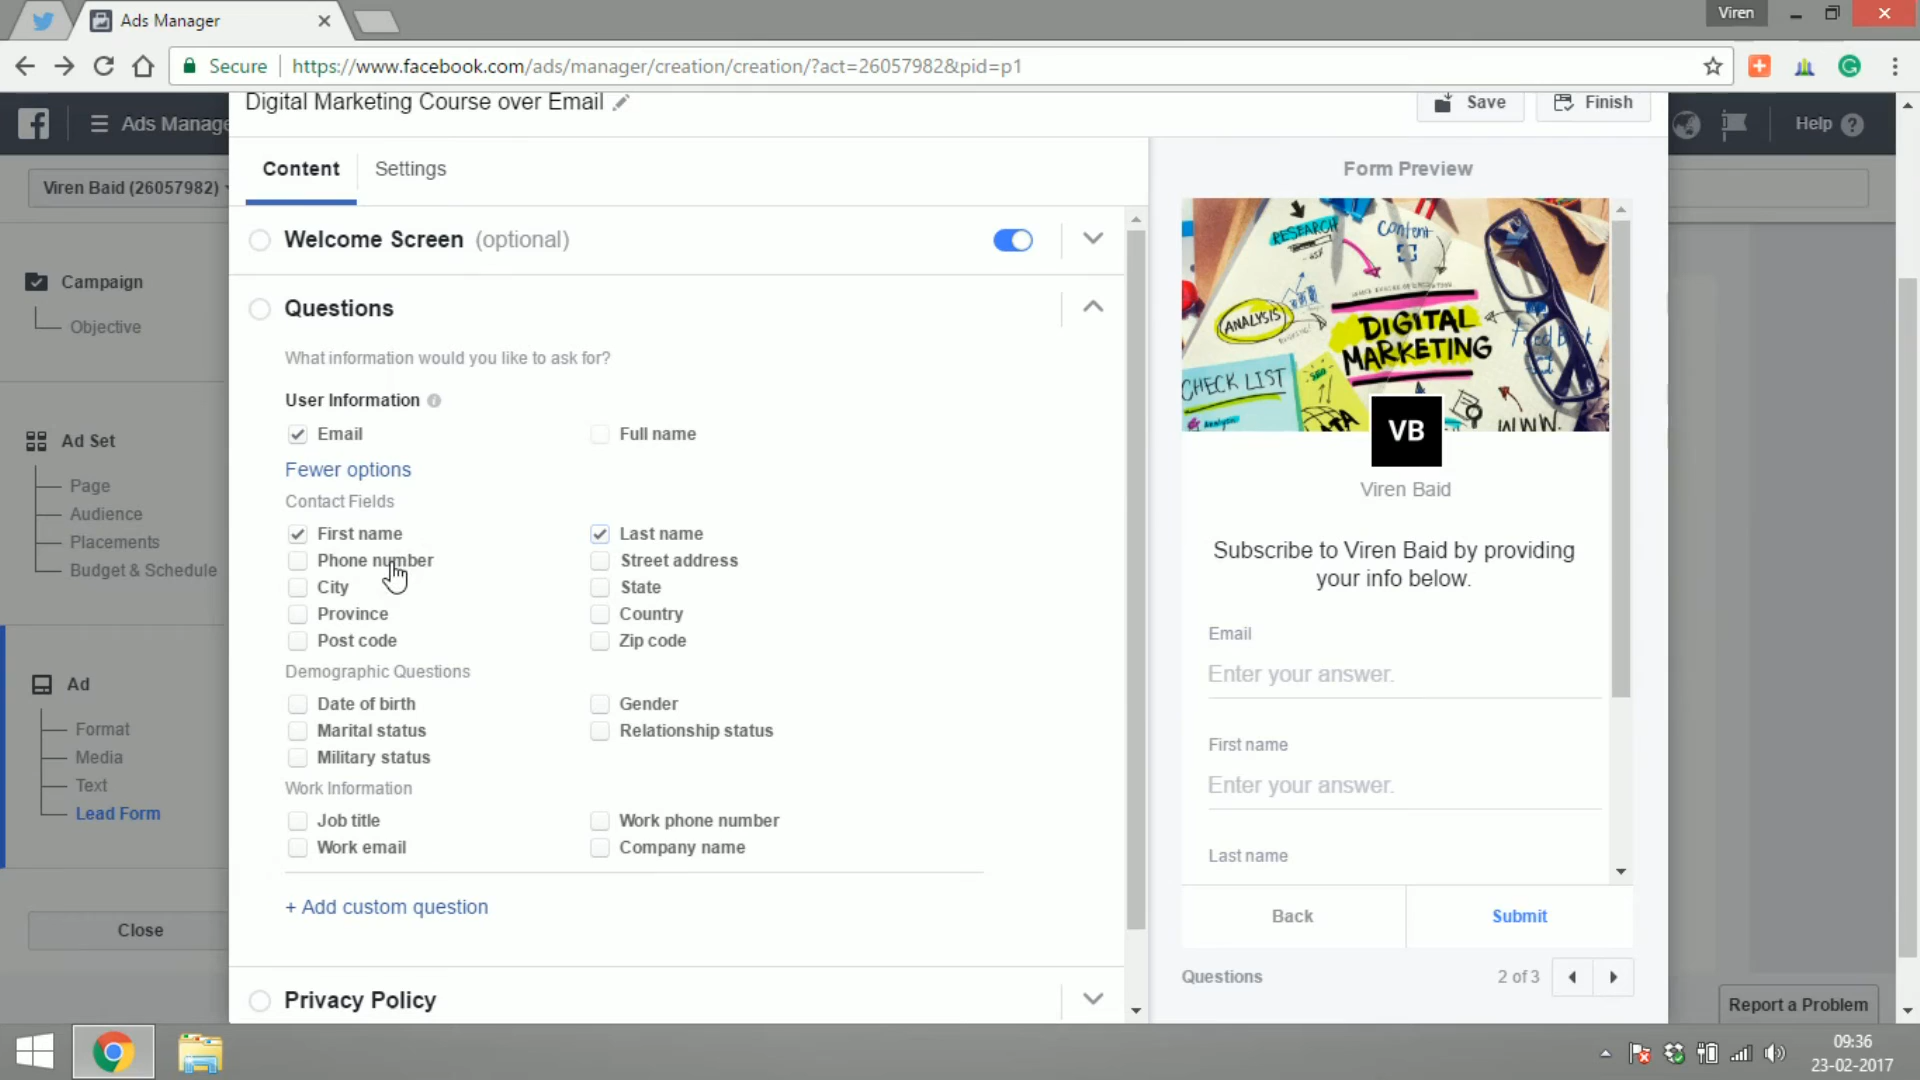 Ads Manager
Viren
Secure
https://www.facebook.com/ads/manager/creation/creation/?act=26057982&pid=p1
Digital Marketing Course over Email
Save
Finish
Ads Manage
Help
Viren Baid (26057982)
Campaign
Objective
Ad Set
Page
Audience
Placements
Budget & Schedule
Ad
Format
Media
Text
Lead Form
Close
Content
Settings
Welcome Screen (optional)
Questions
What information would you like to ask for?
User Information
Email
Full name
Fewer options
Contact Fields
First name
Last name
Phone number
Street address
City
State
Province
Country
Post code
Zip code
Demographic Questions
Date of birth
Gender
Marital status
Relationship status
Military status
Work Information
Job title
Work phone number
Work email
Company name
+ Add custom question
Privacy Policy
Form Preview
RESEARCH
Content
ANALYSIS
DIGITAL
MARKETING
CHECK LIST
WWW.
VB
Viren Baid
Subscribe to Viren Baid by providing
your info below.
Email
Enter your answer.
First name
Enter your answer.
Last name
Back
Submit
Questions
2 of 3
Report a Problem
09:36
23-02-2017